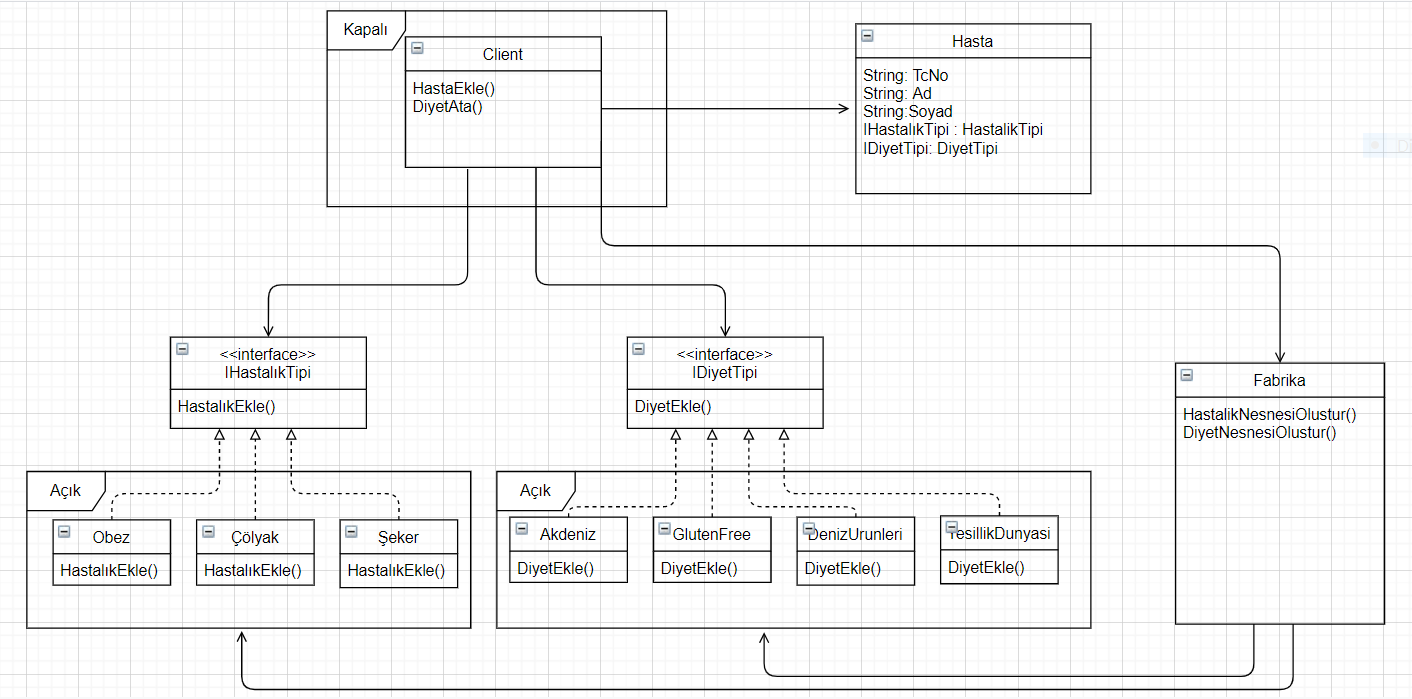 Kapalı
Client
HastaEkle()
DiyetAta()
Hasta
String: TcNo
String: Ad
String:Soyad
IHastalıkTipi : HastalikTipi
IDiyetTipi: DiyetTipi
<<interface>>
IHastalıkTipi
HastalıkEkle()
<<interface>>
IDiyetTipi
DiyetEkle()
Fabrika
HastalikNesnesiOlustur()
DiyetNesnesiOlustur()
Açık
Obez
HastalıkEkle()
Çölyak
HastalıkEkle()
Şeker
HastalıkEkle()
Açık
Akdeniz
DiyetEkle()
GlutenFree
DiyetEkle()
DenizUrunleri
DiyetEkle()
YesillikDunyasi
DiyetEkle()